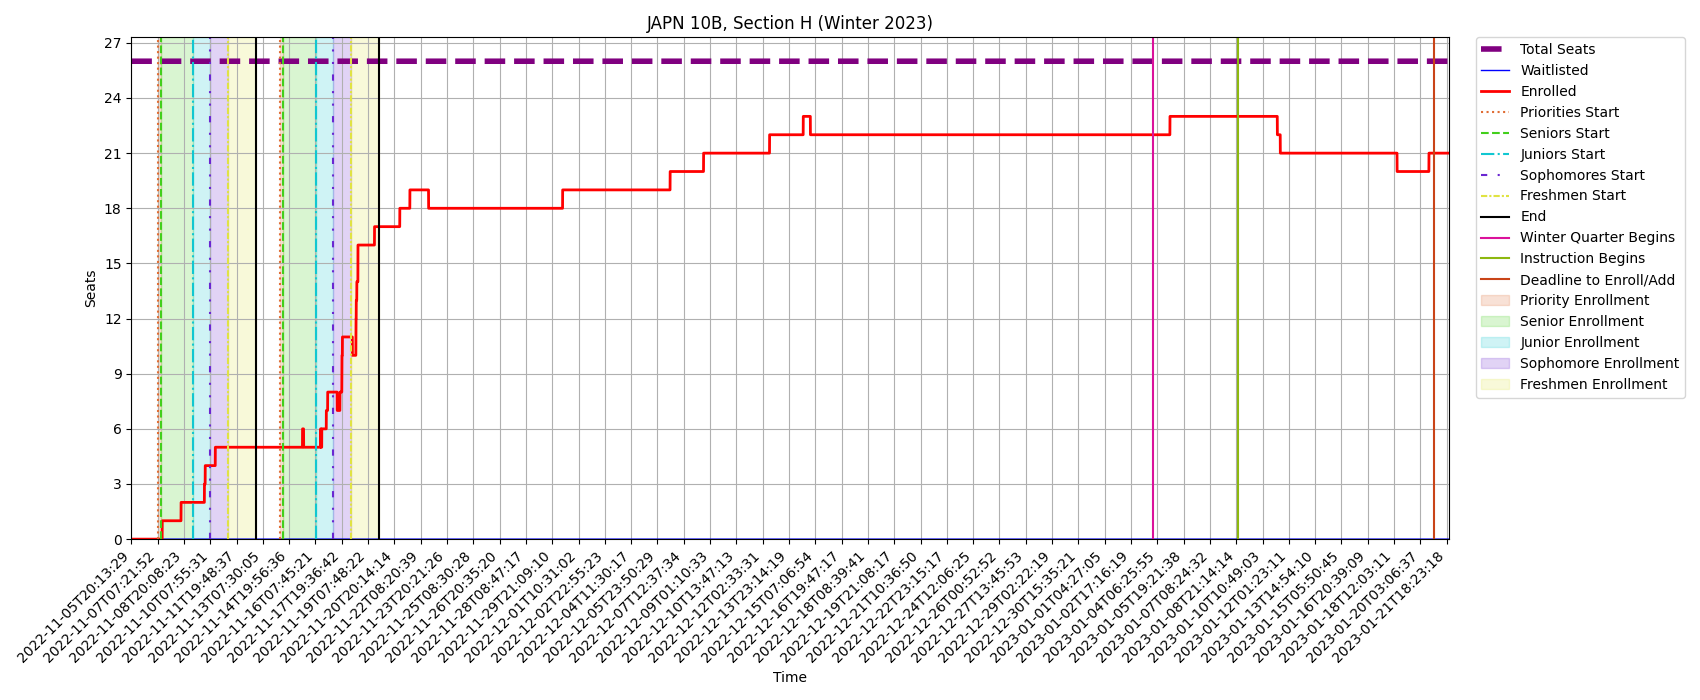 JAPN 10B, Section H (Winter 2023)
Seats
27
24
21
18
15
12
9
6
3
0
2022-11-05T20:13:29
2022-11-07T07:21:52
2022-11-08T20:08:23
2022-11-10T07:55:31
2022-11-11T19:48:37
2022-11-13T07:30:05
2022-11-14T19:56:36
2022-11-16T07:45:21
2022-11-17T19:36:42
2022-11-19T07:48:22
2022-11-20T20:14:14
2022-11-22T08:20:39
2022-11-23T20:21:26
2022-11-25T08:30:28
2022-11-26T20:35:20
2022-11-28T08:47:17
2022-11-29T21:09:10
2022-12-01T10:31:02
2022-12-02T22:55:23
2022-12-04T11:30:17
2022-12-05T23:50:29
2022-12-07T12:37:34
2022-12-09T01:10:33
2022-12-10T13:47:13
2022-12-12T02:33:31
2022-12-13T23:14:19
2022-12-15T07:06:54
2022-12-16T19:47:17
2022-12-18T08:39:41
2022-12-19T21:08:17
2022-12-21T10:36:50
2022-12-22T23:15:17
2022-12-24T12:06:25
2022-12-26T00:52:52
2022-12-27T13:45:53
2022-12-29T02:22:19
2022-12-30T15:35:21
2023-01-01T04:27:05
2023-01-02T17:16:19
2023-01-04T06:25:55
2023-01-05T19:21:38
2023-01-07T08:24:32
2023-01-08T21:14:14
2023-01-10T10:49:03
2023-01-12T01:23:11
2023-01-13T14:54:10
2023-01-15T05:50:45
2023-01-16T20:39:09
2023-01-18T12:03:11
2023-01-20T03:06:37
2023-01-21T18:23:18
Time
Total Seats
Waitlisted
Enrolled
Priorities Start
Seniors Start
Juniors Start
Sophomores Start
Freshmen Start
End
Winter Quarter Begins
Instruction Begins
Deadline to Enroll/Add
Priority Enrollment
Senior Enrollment
Junior Enrollment
Sophomore Enrollment
Freshmen Enrollment